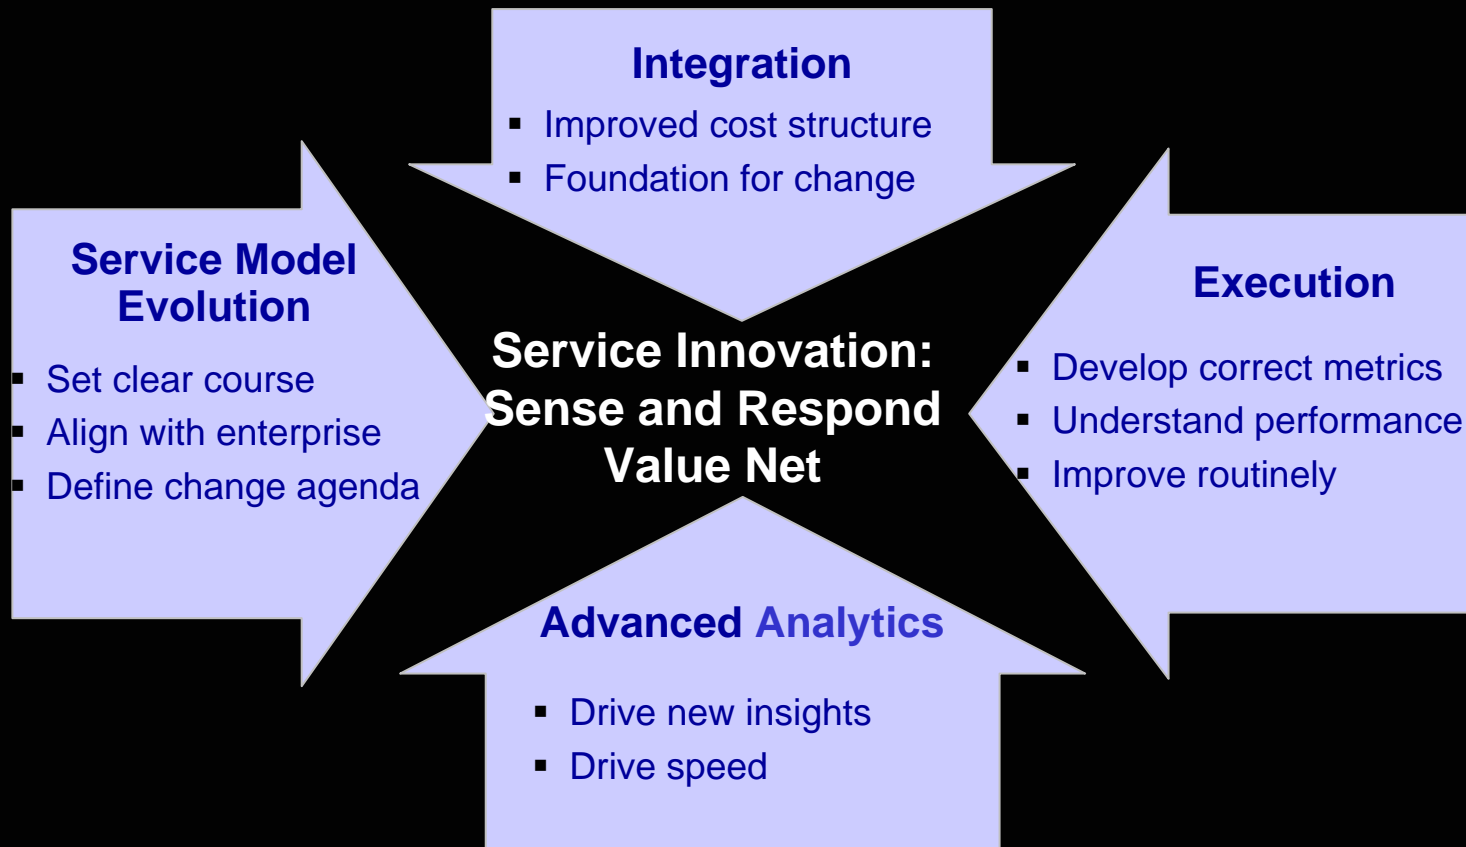 Integration
▪ Improved cost structure
▪ Foundation for change
Service Model
Evolution
▪ Set clear course
▪ Align with enterprise
▪ Define change agenda
Service Innovation:
Sense and Respond
Value Net
Execution
▪ Develop correct metrics
▪ Understand performance
▪ Improve routinely
Advanced Analytics
▪ Drive new insights
▪ Drive speed